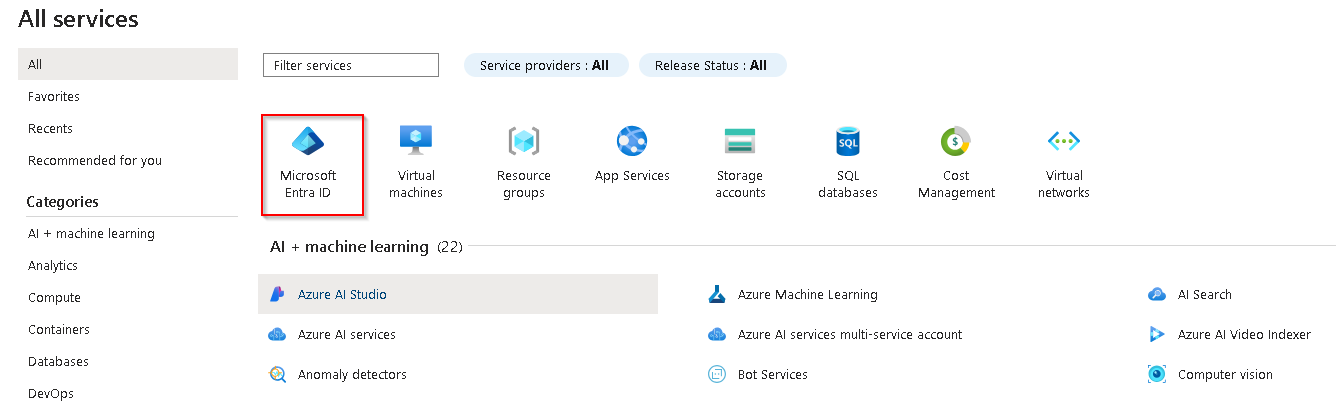 All services
All
Favorites
Recents
Recommended for you
Categories
AI + machine learning
Analytics
Compute
Containers
Databases
DevOps
Filter services
Service providers : All
Release Status : All
Microsoft
Entra ID
Virtual
machines
Resource
groups
App Services
Storage
accounts
SQL
SQL
databases
$
Cost
Management
Virtual
networks
AI + machine learning (22)
Azure AI Studio
Azure Machine Learning
AI Search
Azure AI services
Azure AI services multi-service account
Azure AI Video Indexer
Anomaly detectors
Bot Services
Computer vision